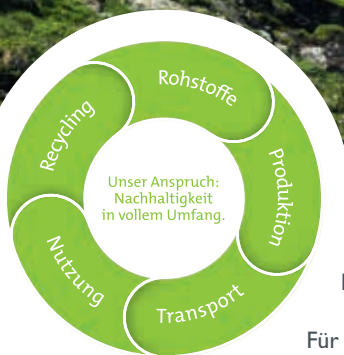 Rohstoffe
Produktion
Transport
Nutzung
Recycling
Unser Anspruch:
Nachhaltigkeit
in vollem Umfang.
Für